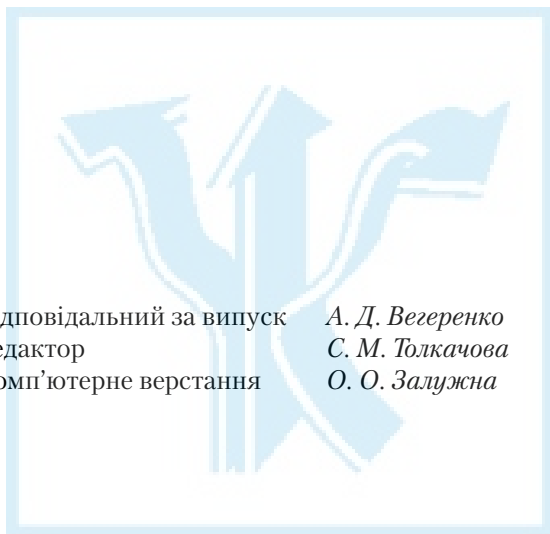 дповідальний за випуск А. Д. Вегеренко
едактор С. М. Толкачова
омп’ютерне верстання О. О. Залужна